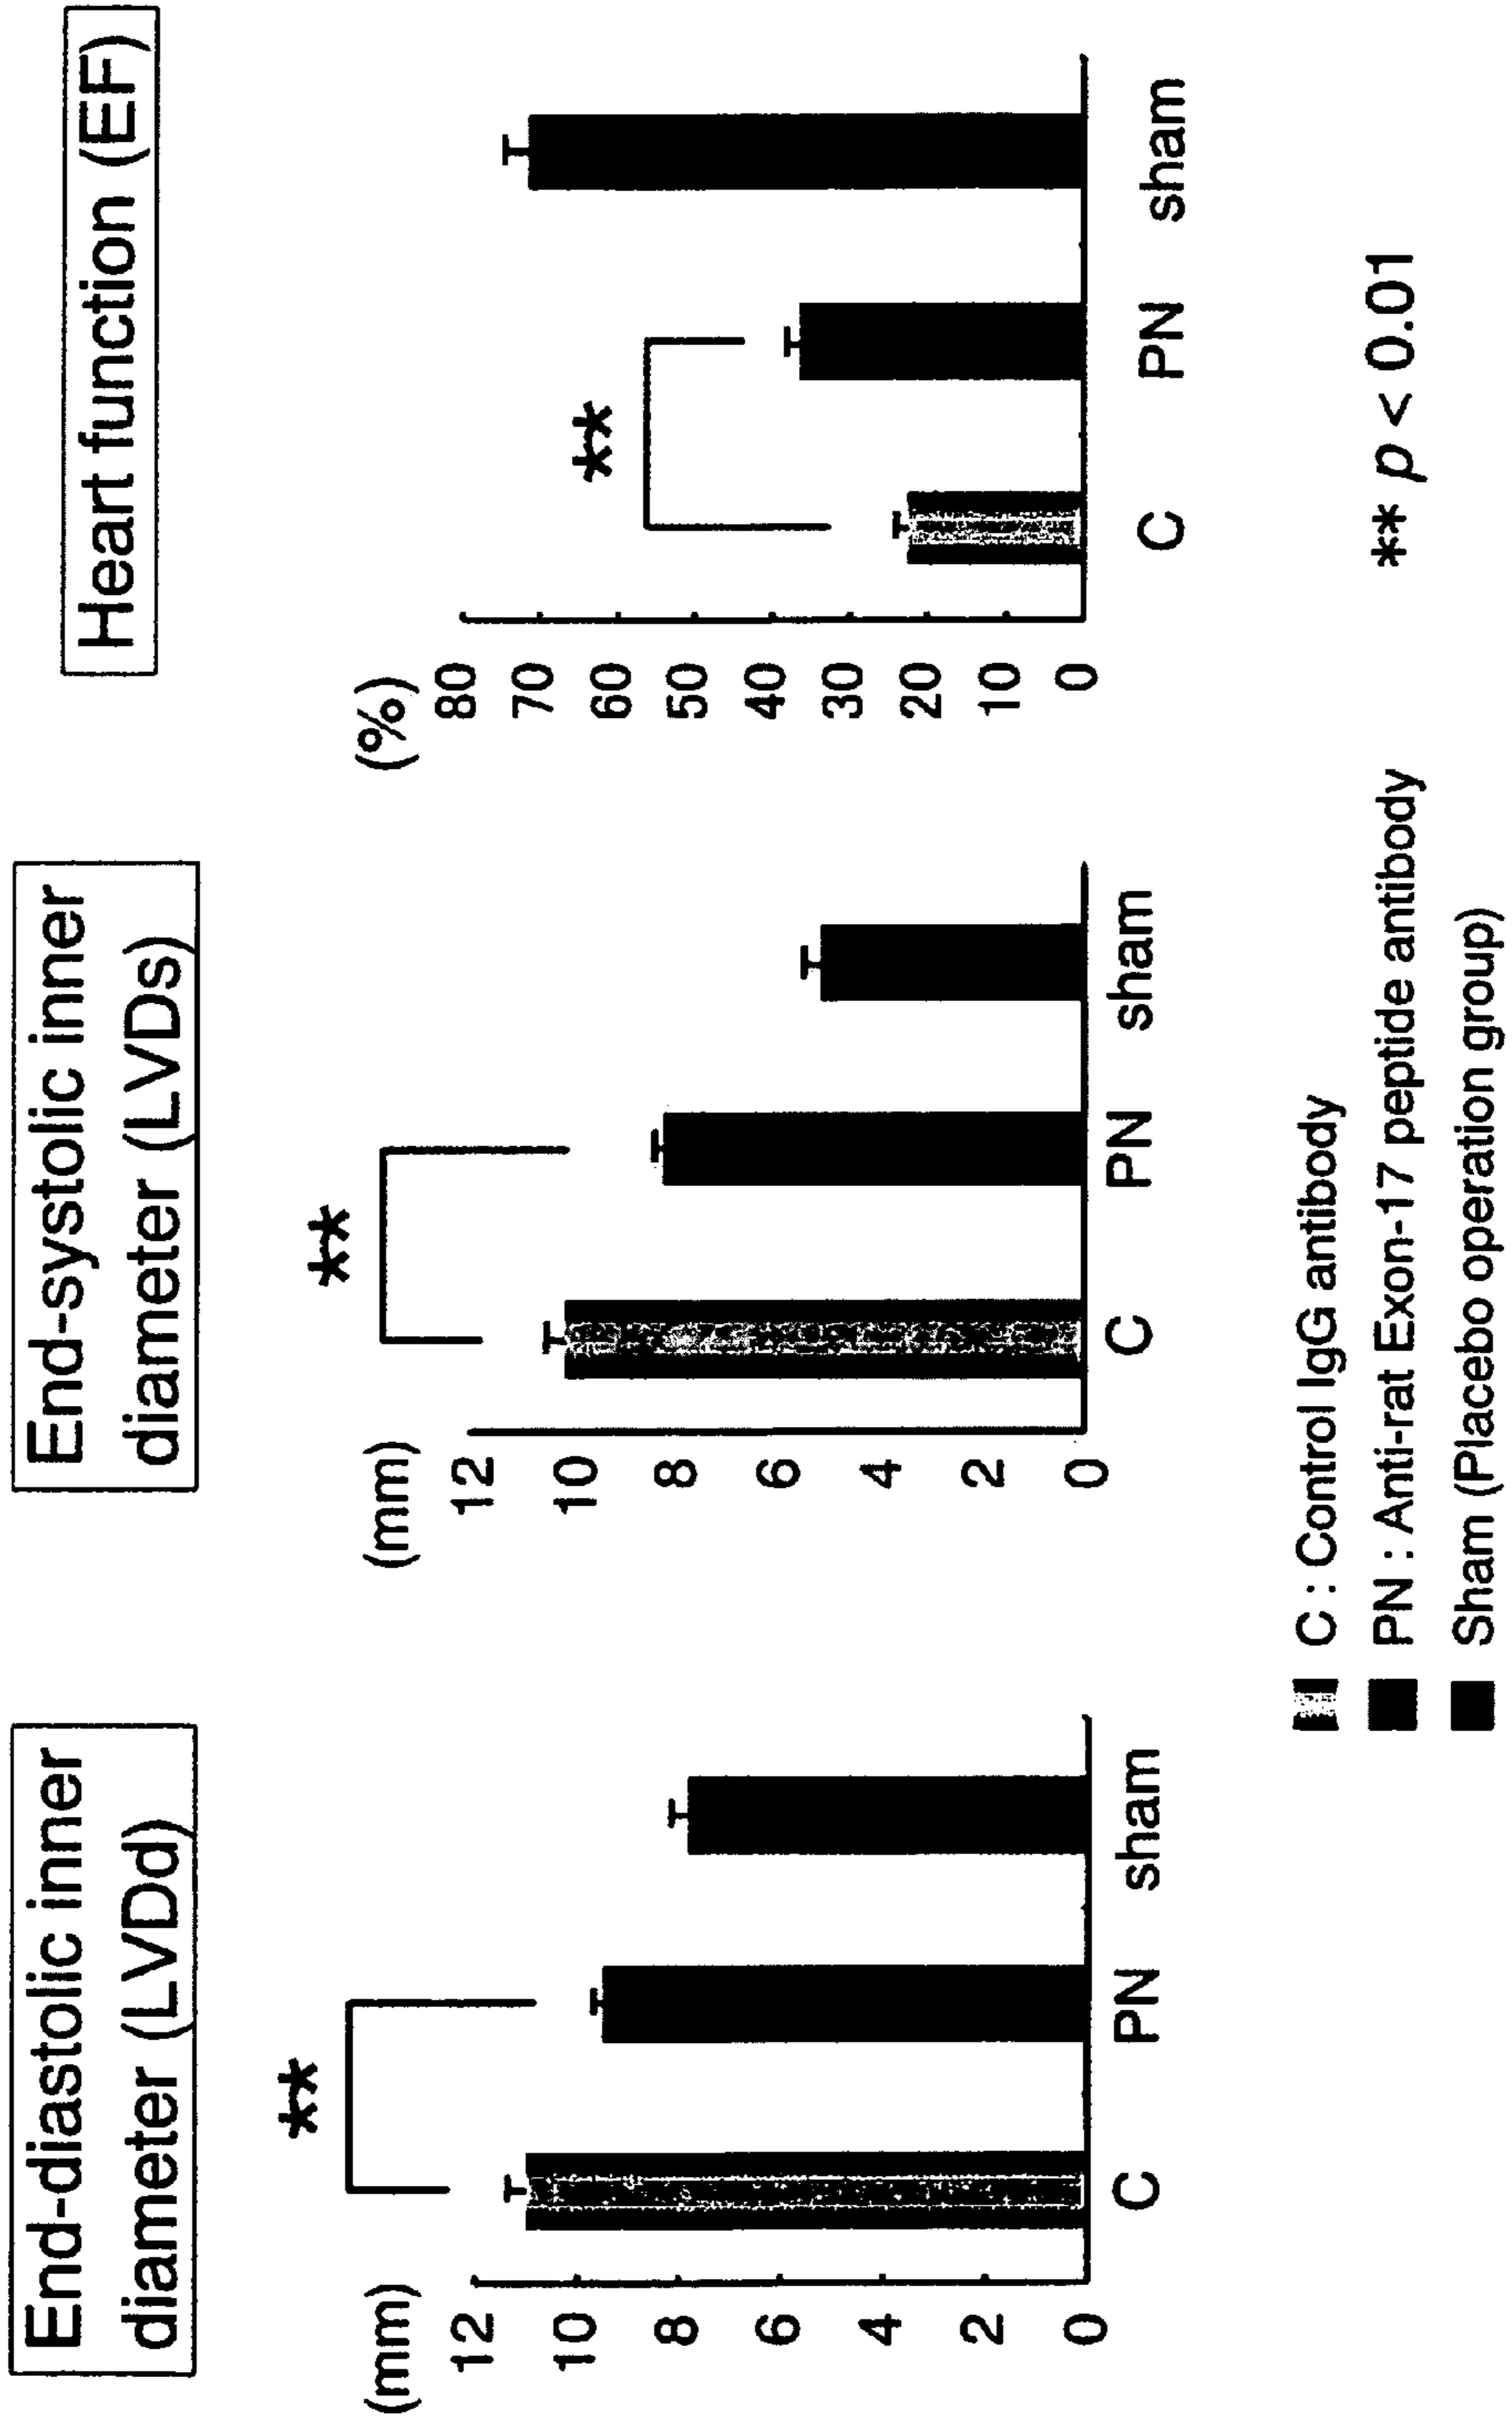 End-diastolic inner
diameter (LVDd)
(mm)
12
10
8
6
4
2
0
**
C
PN
sham
End-systolic inner
diameter (LVDs)
(mm)
12
10
8
6
4
2
0
**
C
PN
sham
Heart function (EF)
(%)
80
70
60
50
40
30
20
10
0
**
C
PN
sham
C : Control IgG antibody
PN : Anti-rat Exon-17 peptide antibody
Sham (Placebo operation group)
** p < 0.01